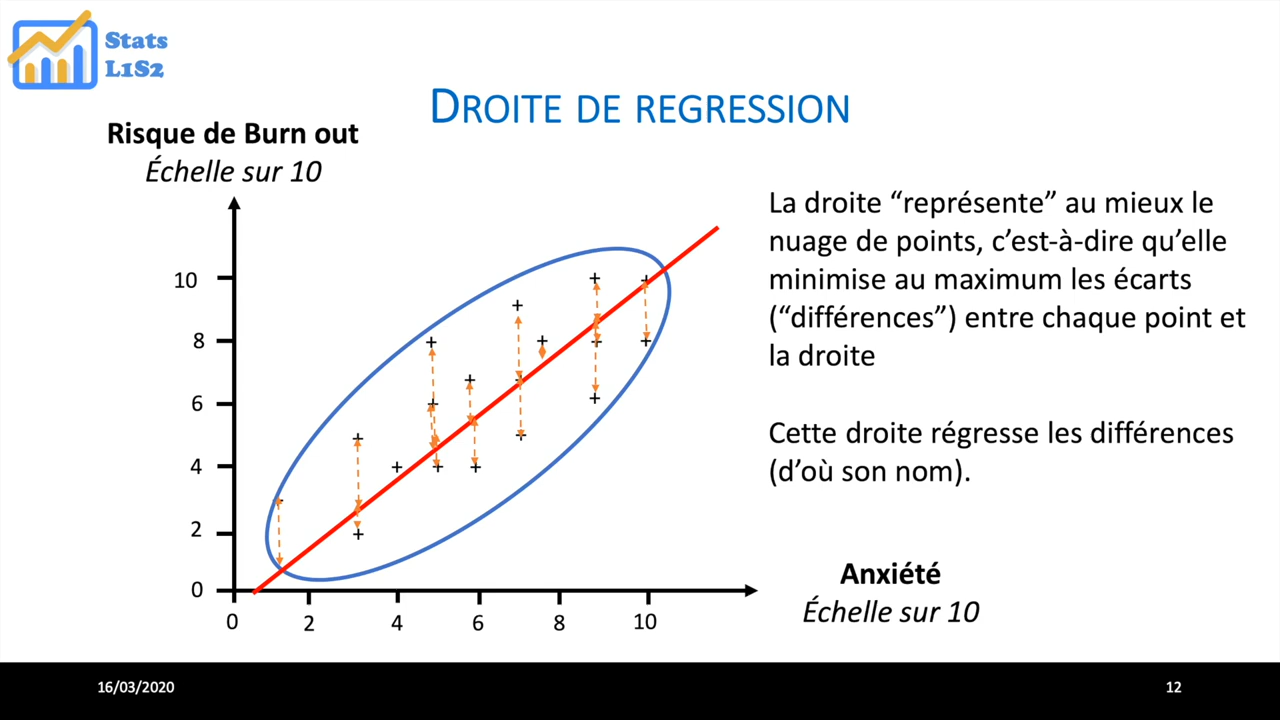 Stats
L1S2
DROITE DE REGRESSION
Risque de Burn out
Échelle sur 10
La droite “représente” au mieux le
nuage de points, c’est-à-dire qu’elle
minimise au maximum les écarts
(“différences”) entre chaque point et
la droite
Cette droite régresse les différences
(d’où son nom).
10
8
6
4
2
0
0 2 4 6 8 10
Anxiété
Échelle sur 10
16/03/2020
12